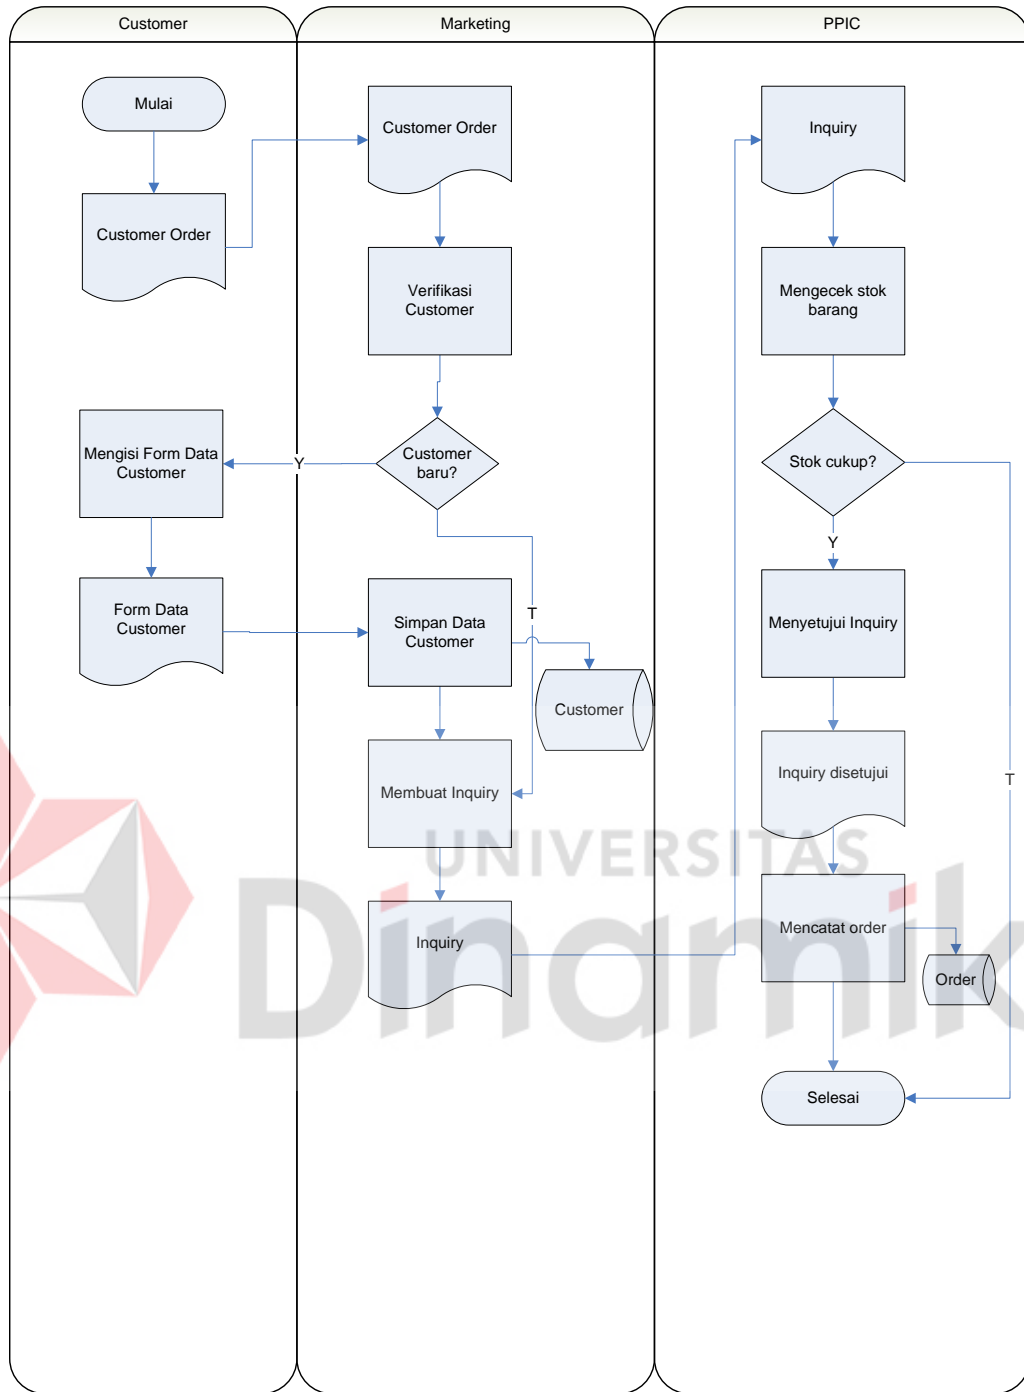 Customer
Marketing
PPIC
Mulai
Customer Order
Customer Order
Verifikasi
Customer
Customer
baru?
Y
Mengisi Form Data
Customer
Form Data
Customer
Simpan Data
Customer
T
Customer
Membuat Inquiry
Inquiry
Inquiry
Mengecek stok
barang
Stok cukup?
Y
Menyetujui Inquiry
Inquiry disetujui
T
Mencatat order
Order
Selesai
UNIVERSITAS
Dinamik